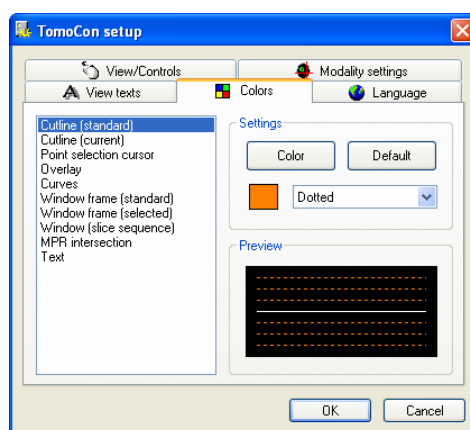 TomoCon setup
View/Controls
Modality settings
View texts
Colors
Language
Cutline (standard)
Cutline (current)
Point selection cursor
Overlay
Curves
Window frame (standard)
Window frame (selected)
Window (slice sequence)
MPR intersection
Text
Settings
Color
Default
Dotted
Preview
OK
Cancel